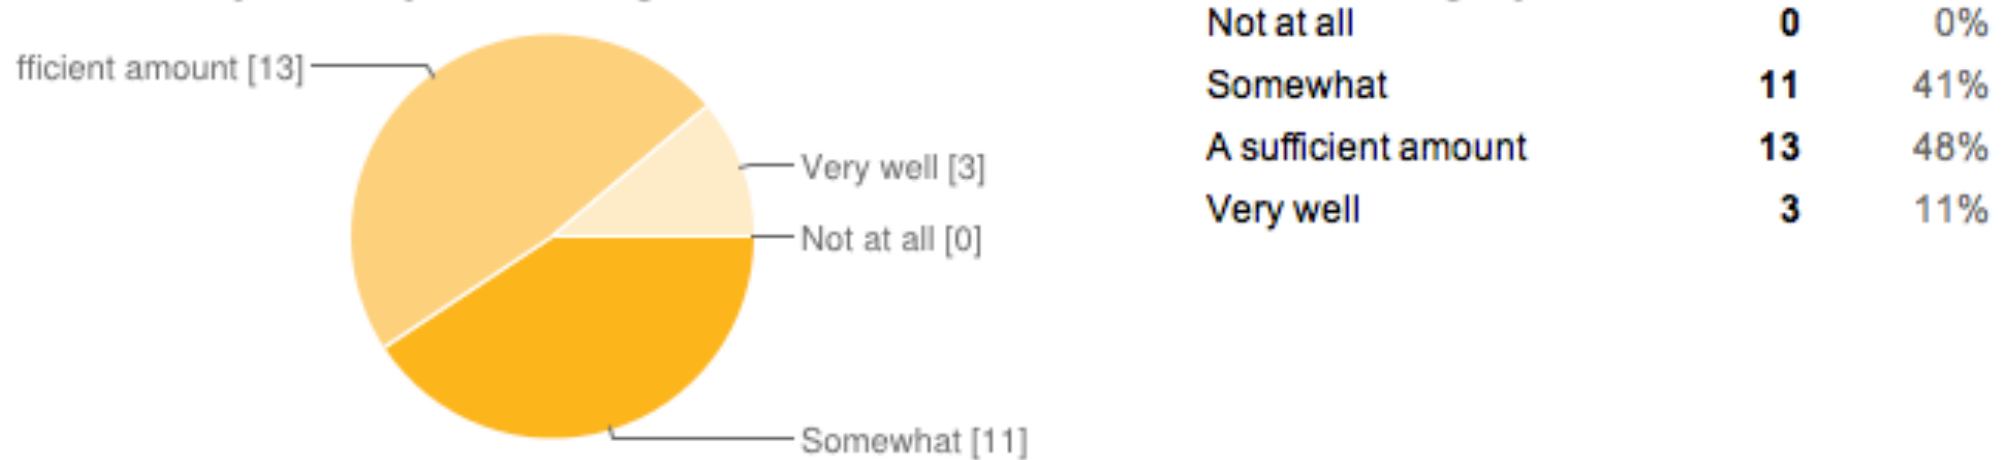 fficient amount [13]
Very well [3]
Not at all [0]
Somewhat [11]
Not at all 0 0%
Somewhat 11 41%
A sufficient amount 13 48%
Very well 3 11%